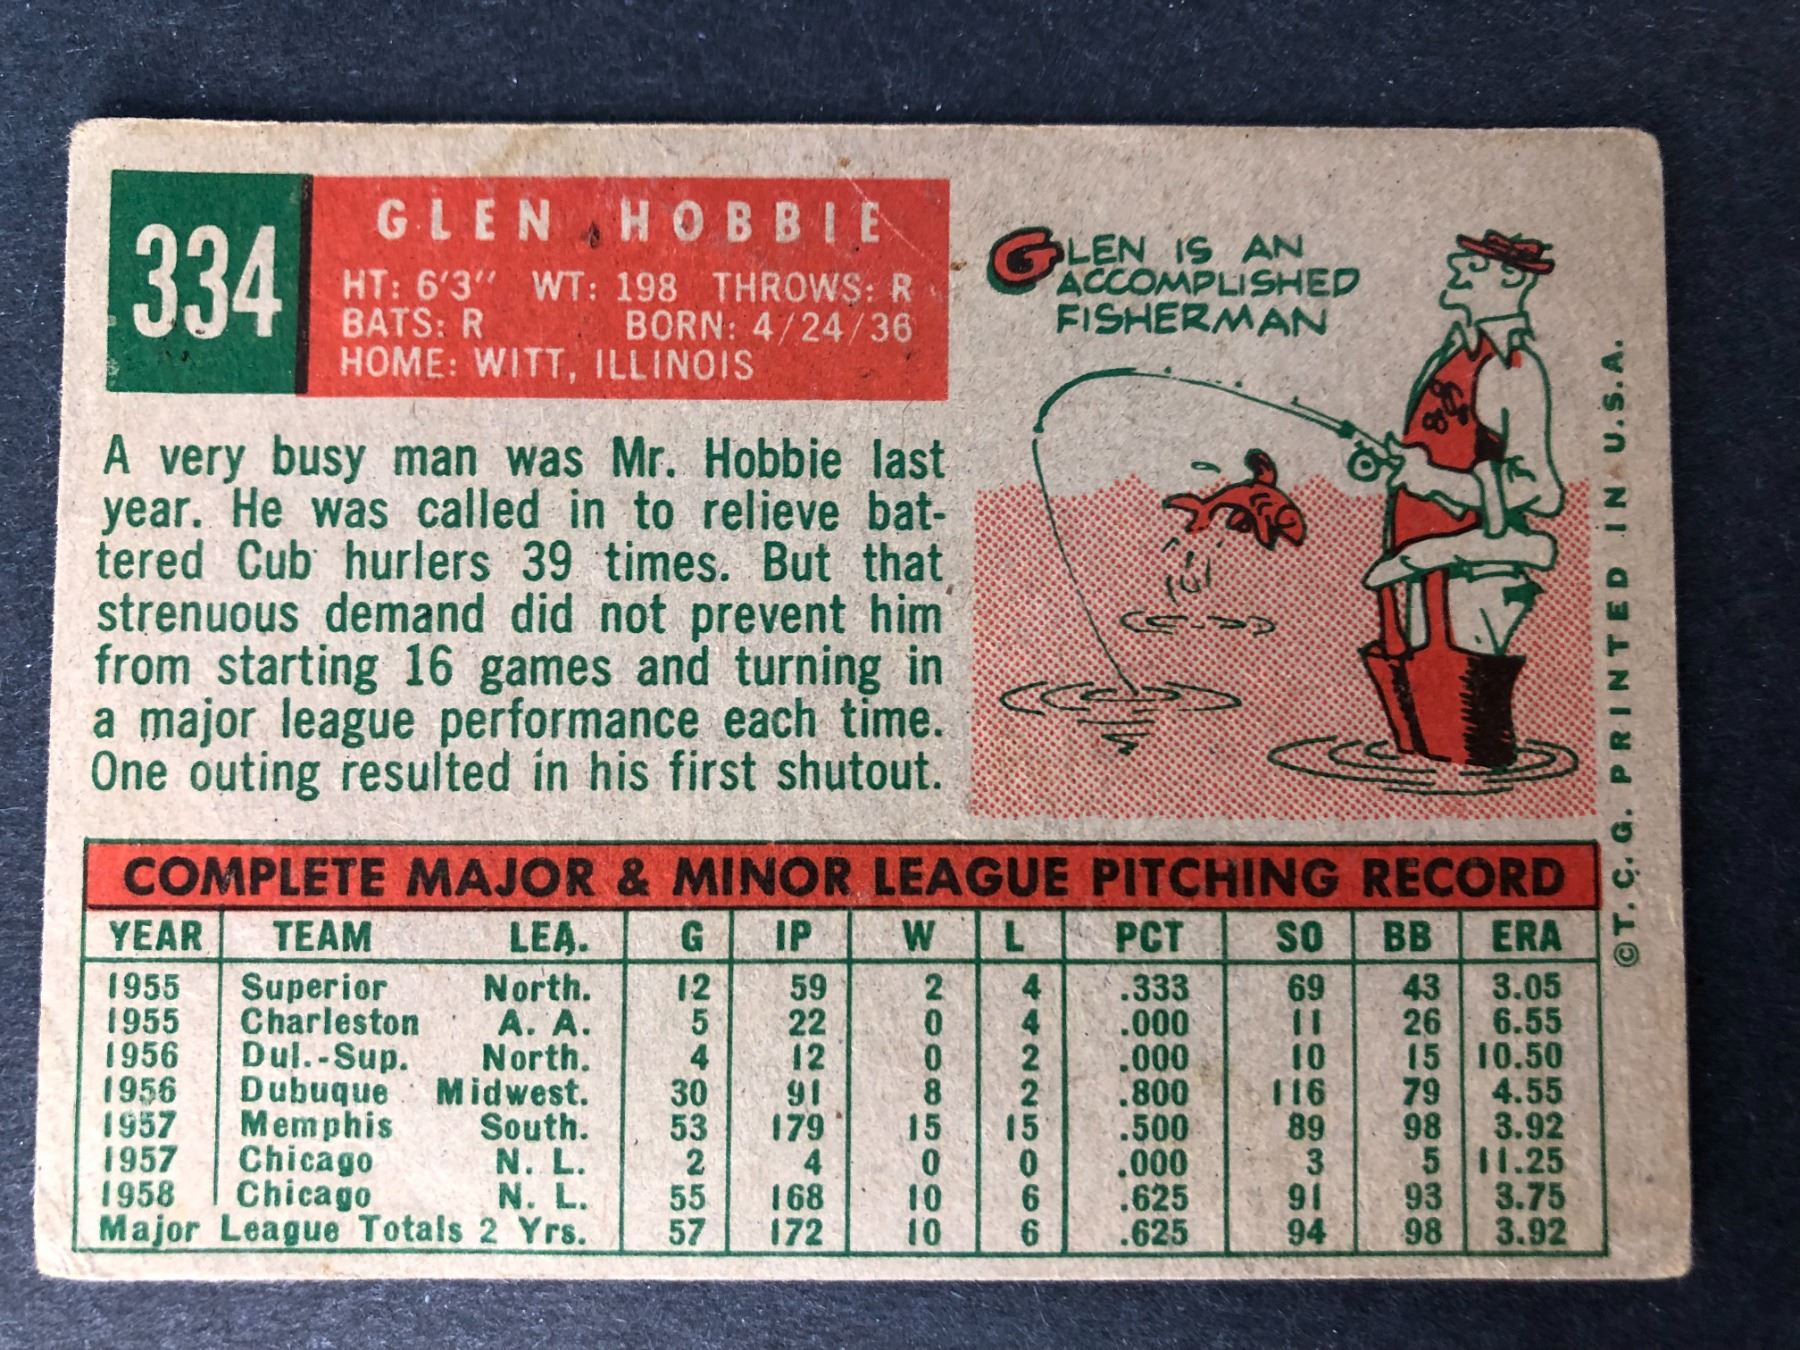 334
GLEN HOBBIE
HT: 6'3" WT: 198 THROWS: R
BATS: R BORN: 4/24/36
HOME: WITT, ILLINOIS
A very busy man was Mr. Hobbie last
year. He was called in to relieve bat-
tered Cub hurlers 39 times. But that
strenuous demand did not prevent him
from starting 16 games and turning in
a major league performance each time.
One outing resulted in his first shutout.
GLEN IS AN
ACCOMPLISHED
FISHERMAN
©T.C.G. PRINTED IN U.S.A.
COMPLETE MAJOR & MINOR LEAGUE PITCHING RECORD
YEAR TEAM LEA. G IP W L PCT SO BB ERA
1955 Superior North. 12 59 2 4 .333 69 43 3.05
1955 Charleston A. A. 5 22 0 4 .000 11 26 6.55
1956 Dul.-Sup. North. 4 12 0 2 .000 10 15 10.50
1956 Dubuque Midwest. 30 91 8 2 .800 116 79 4.55
1957 Memphis South. 53 179 15 15 .500 89 98 3.92
1957 Chicago N. L. 2 4 0 0 .000 3 5 11.25
1958 Chicago N. L. 55 168 10 6 .625 91 93 3.75
Major League Totals 2 Yrs. 57 172 10 6 .625 94 98 3.92